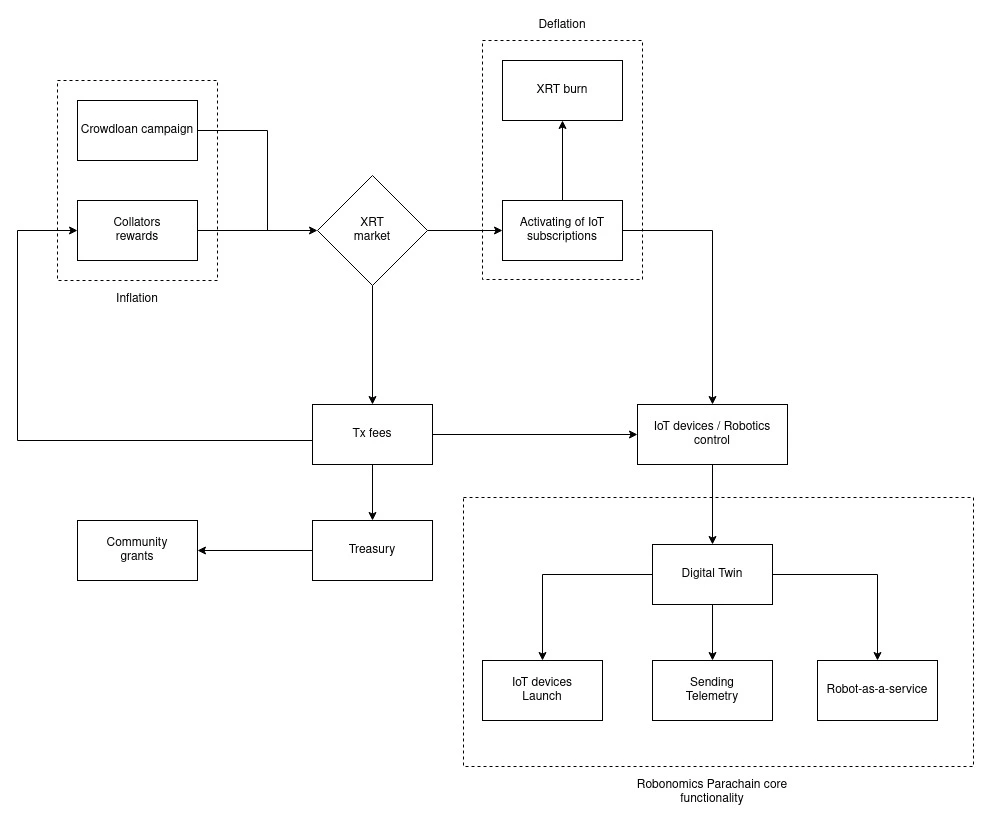 Deflation
XRT burn
Crowdloan campaign
Collators
rewards
XRT
market
Activating of IoT
subscriptions
Inflation
Tx fees
IoT devices / Robotics
control
Community
grants
Treasury
Digital Twin
IoT devices
Launch
Sending
Telemetry
Robot-as-a-service
Robonomics Parachain core
functionality